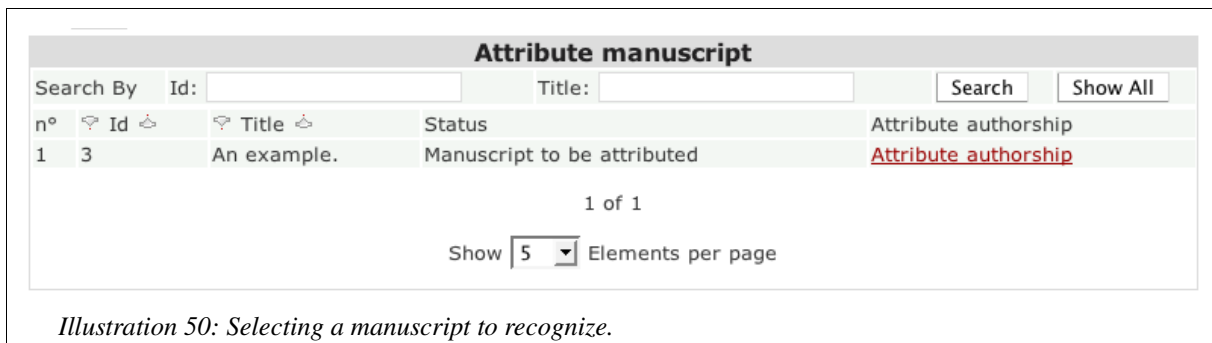 Attribute manuscript
Search By Id: Title: Search Show All
n° Id Title Status Attribute authorship
1 3 An example. Manuscript to be attributed Attribute authorship
1 of 1
Show 5 Elements per page
Illustration 50: Selecting a manuscript to recognize.